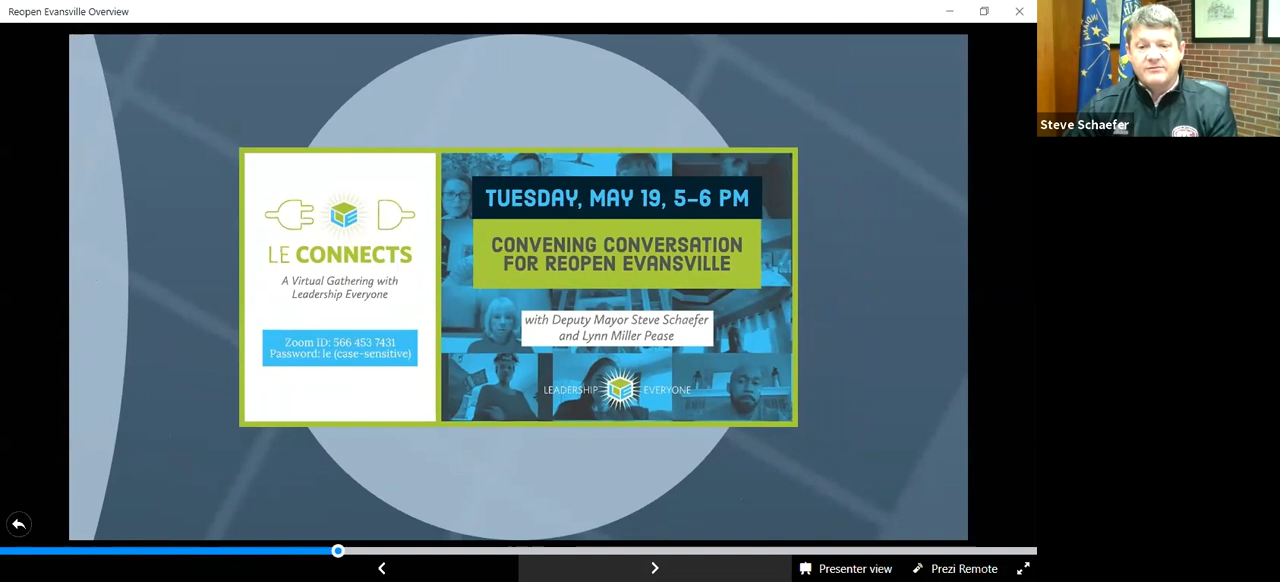 Reopen Evansville Overview
INDIANA
Steve Schaefer
LE CONNECTS
A Virtual Gathering with
Leadership Everyone
Zoom ID: 566 453 7431
Password: le (case-sensitive)
TUESDAY, MAY 19, 5–6 PM
CONVENING CONVERSATION
FOR REOPEN EVANSVILLE
with Deputy Mayor Steve Schaefer
and Lynn Miller Pease
LEADERSHIP LE EVERYONE
Presenter view
Prezi Remote